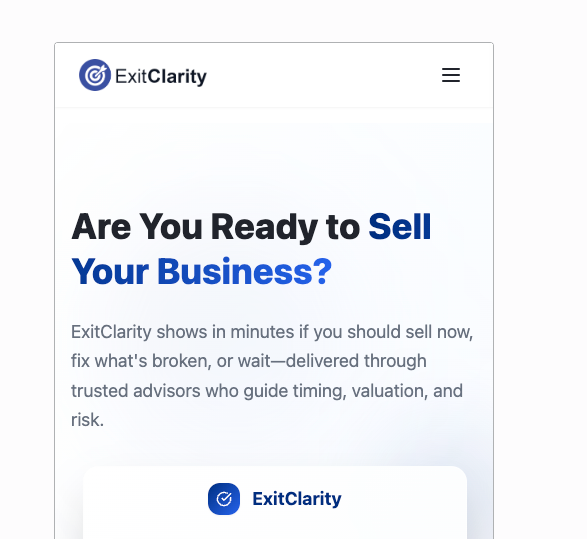 ExitClarity
Are You Ready to Sell
Your Business?
ExitClarity shows in minutes if you should sell now,
fix what's broken, or wait—delivered through
trusted advisors who guide timing, valuation, and
risk.
ExitClarity